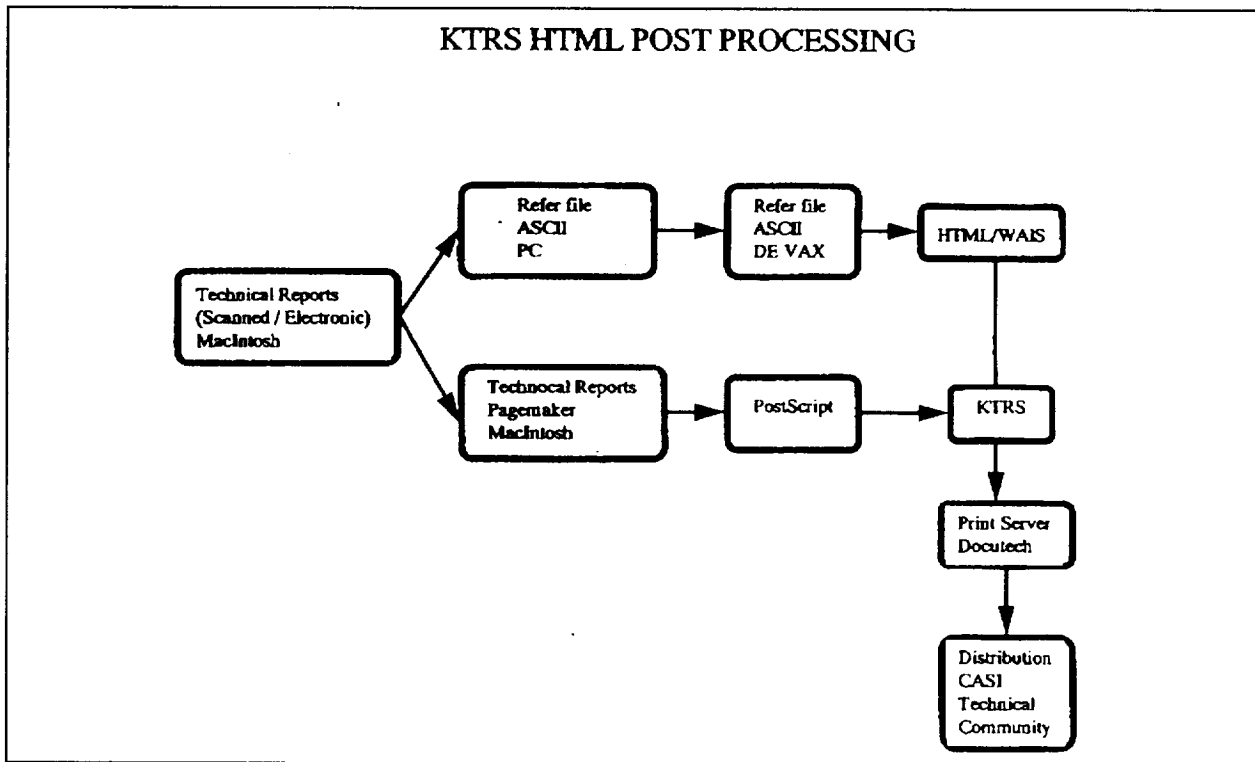 KTRS HTML POST PROCESSING
Refer file
ASCII
PC
Refer file
ASCII
DE VAX
HTML/WAIS
Technical Reports
(Scanned / Electronic)
MacIntosh
Technocal Reports
Pagemaker
MacIntosh
PostScript
KTRS
Print Server
Docutech
Distribution
CASI
Technical
Community